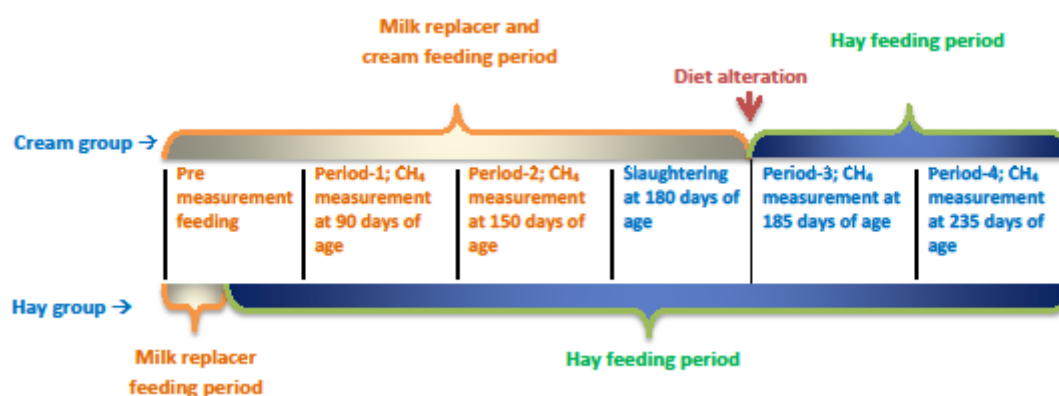 Milk replacer and
cream feeding period
Hay feeding period
Diet alteration
Cream group →
Pre
measurement
feeding
Period-1; CH₄
measurement
at 90 days of
age
Period-2; CH₄
measurement
at 150 days of
age
Slaughtering
at 180 days of
age
Period-3; CH₄
measurement at
185 days of age
Period-4; CH₄
measurement
at 235 days of
age
Hay group →
Milk replacer
feeding period
Hay feeding period